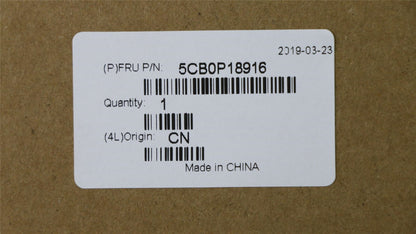 2019-03-23
(P)FRU P/N: 5CB0P18916
Quantity: 1
(4L)Origin: CN
Made in CHINA